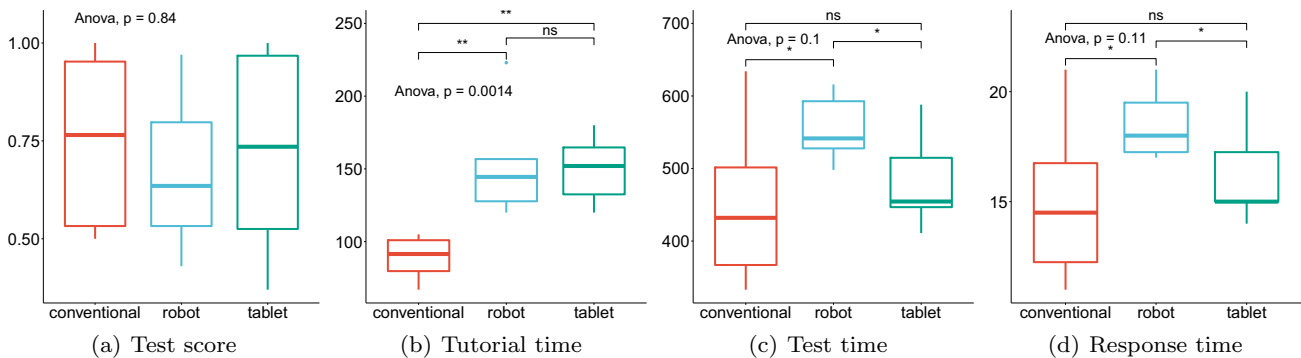 Anova, p = 0.84
1.00
0.75
0.50
conventional robot tablet
(a) Test score
250
**
** ns
200
Anova, p = 0.0014
150
100
conventional robot tablet
(b) Tutorial time
700
ns
Anova, p = 0.1
* *
600
500
400
conventional robot tablet
(c) Test time
ns
Anova, p = 0.11
* *
20
15
conventional robot tablet
(d) Response time